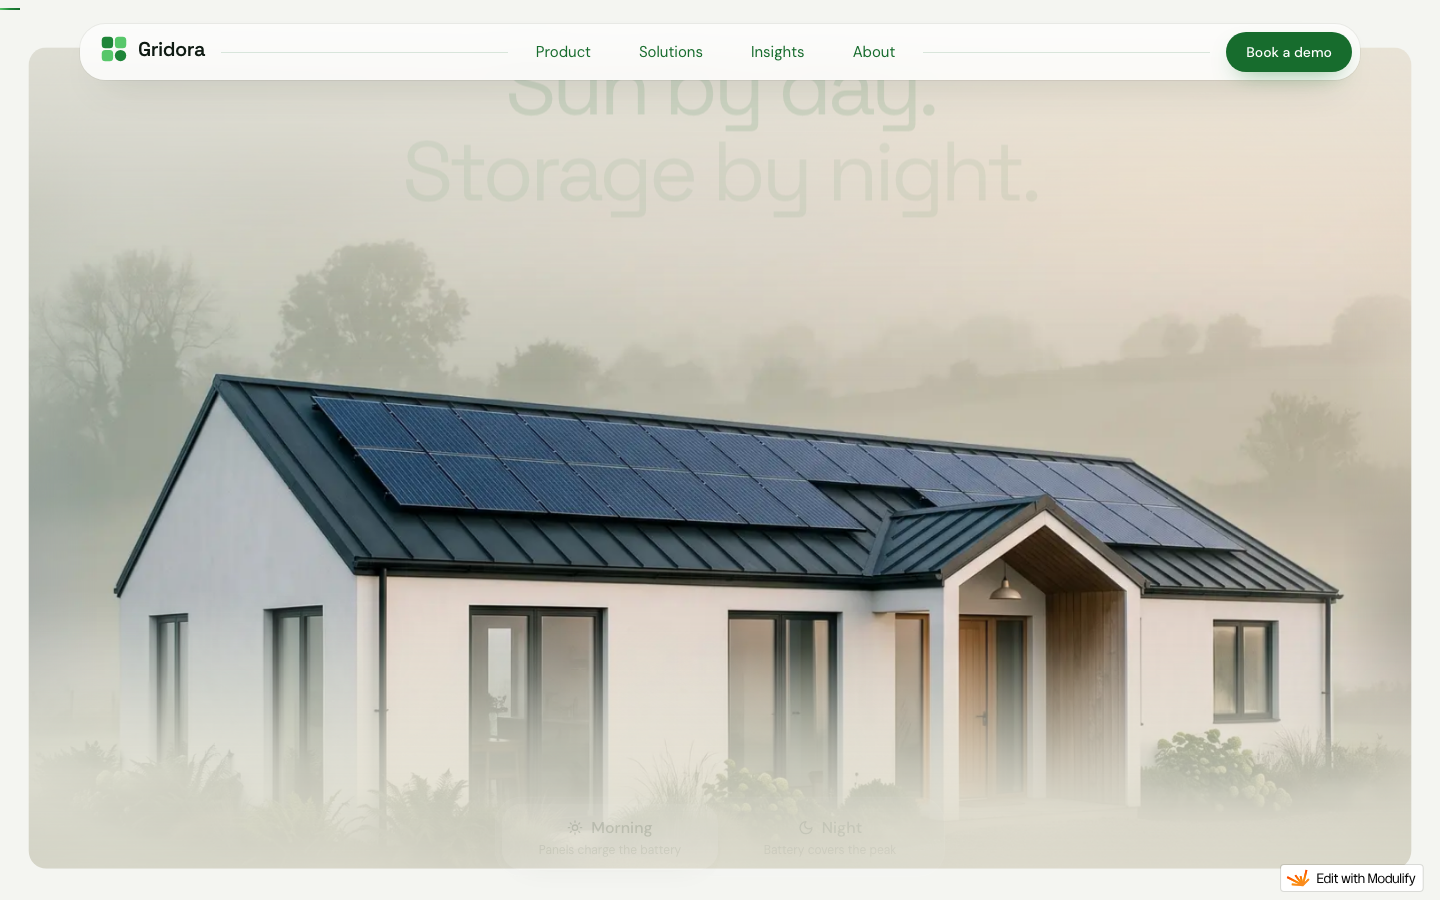 Gridora
Product
Solutions
Insights
About
Book a demo
Sun by day.
Storage by night.
Morning
Panels charge the battery
Night
Battery covers the peak
Edit with Modulify